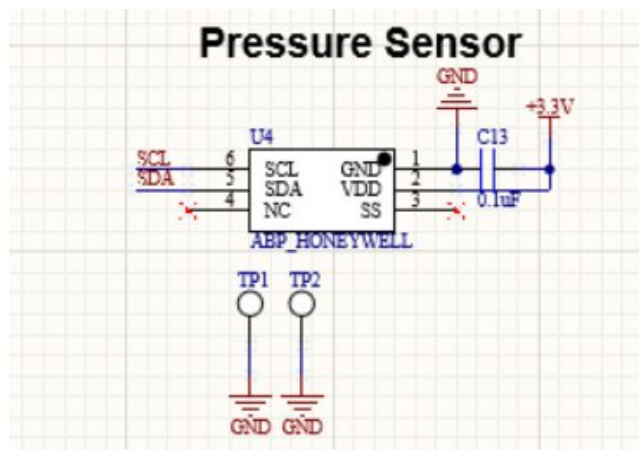 Pressure Sensor
GND
+3.3V
U4
C13
SCL 6 SCL GND 1
SDA 5 SDA VDD 2
4 NC SS 3
0.1uF
ABP_HONEYWELL
TP1 TP2
GND GND